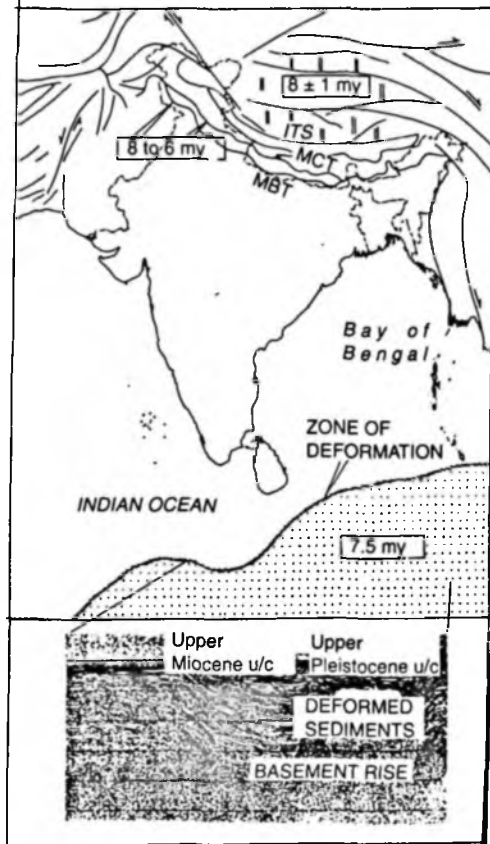 8 ± 1 my
ITS
8 to 6 my
MCT
MBT
Bay of
Bengal
ZONE OF
DEFORMATION
INDIAN OCEAN
7.5 my
Upper
Miocene u/c
Upper
Pleistocene u/c
DEFORMED
SEDIMENTS
BASEMENT RISE